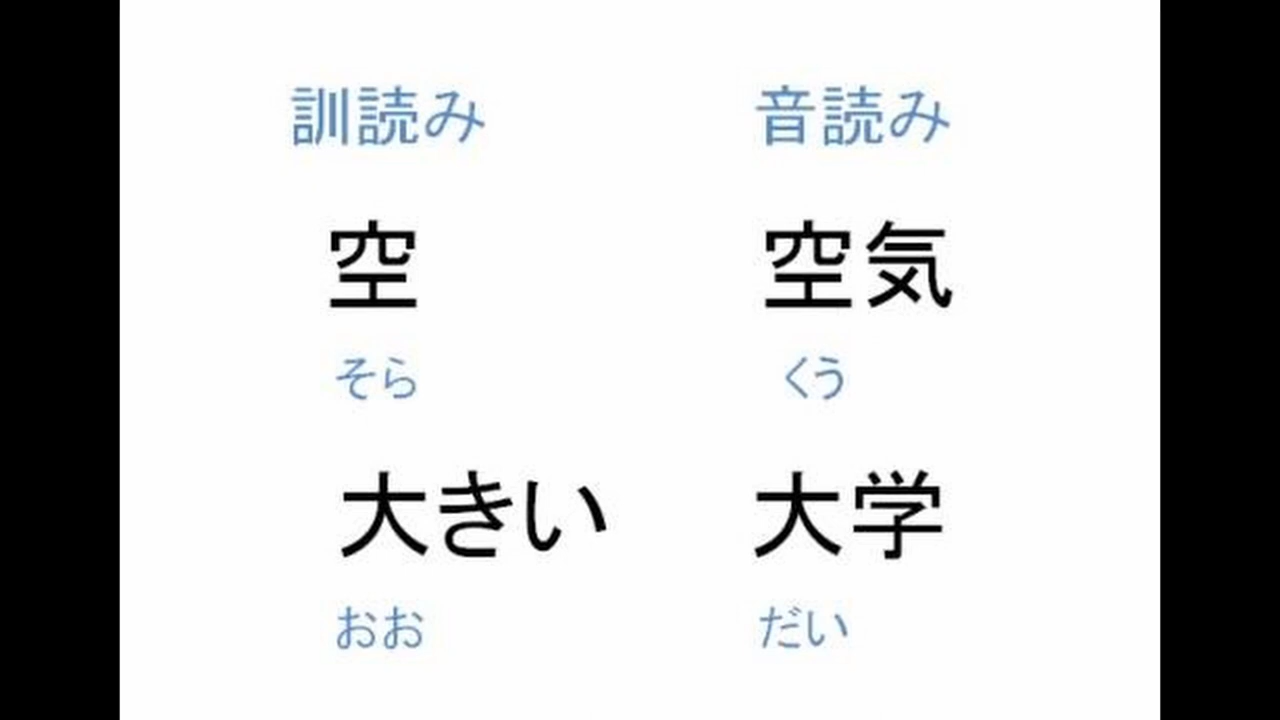 訓読み 音読み
空 空気
そら くう
大きい 大学
おお だい